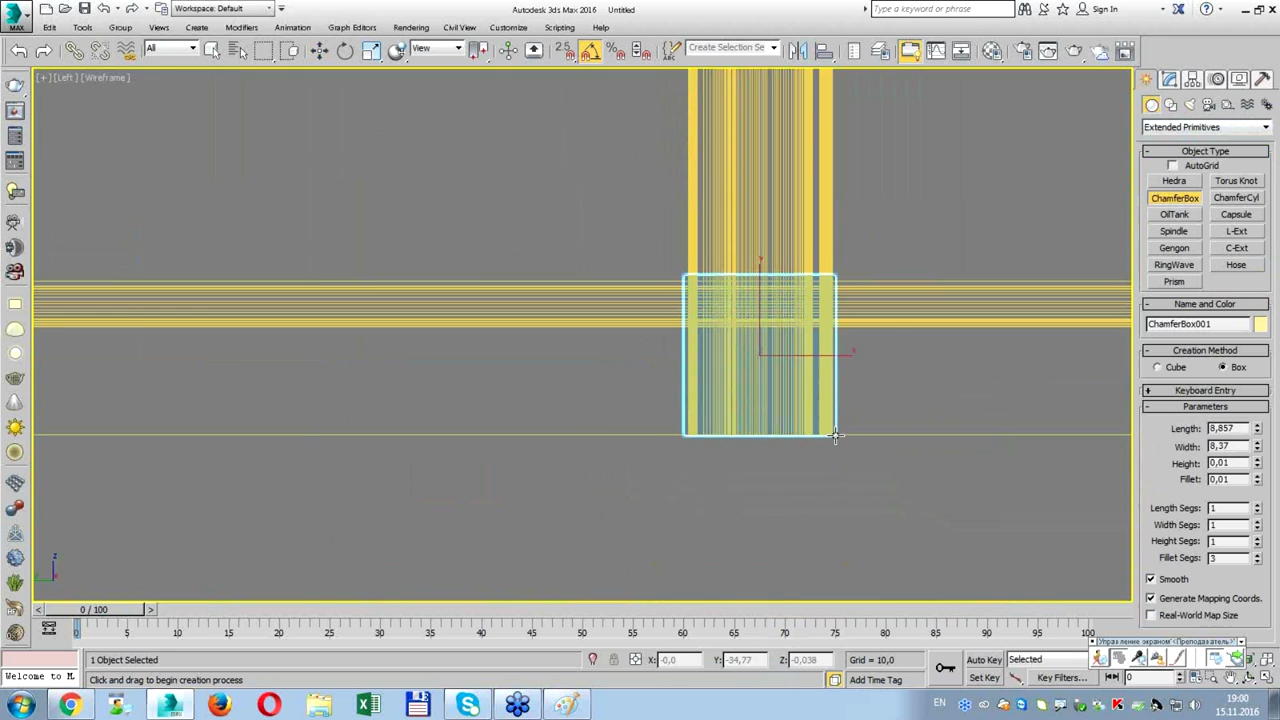 Workspace: Default
Autodesk 3ds Max 2016 Untitled
Type a keyword or phrase
Sign In
MAX
Edit Tools Group Views Create Modifiers Animation Graph Editors Rendering Civil View Customize Scripting Help
All
View
2.5
Create Selection Se
[+] [Left] [Wireframe]
Extended Primitives
Object Type
AutoGrid
Hedra Torus Knot
ChamferBox ChamferCyl
OilTank Capsule
Spindle L-Ext
Gengon C-Ext
RingWave Hose
Prism
Name and Color
ChamferBox001
Creation Method
Cube Box
Keyboard Entry
Parameters
Length: 8,857
Width: 8,37
Height: 0,01
Fillet: 0,01
Length Segs: 1
Width Segs: 1
Height Segs: 1
Fillet Segs: 3
Smooth
Generate Mapping Coords.
Real-World Map Size
y
x
z
0 / 100
0 5 10 15 20 25 30 35 40 45 50 55 60 65 70 75 80 85 90 95 100
Управление экраном "Преподаватель"
1 Object Selected
X: -0,0 Y: -34,77 Z: -0,038 Grid = 10,0
Auto Key Selected
Welcome to M
Click and drag to begin creation process
Add Time Tag
Set Key Key Filters...
0
EN
19:00
15.11.2016